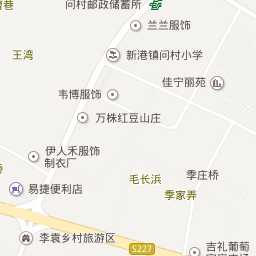 问村邮政储蓄所
巷
兰兰服饰
王湾
新港镇问村小学
佳宁丽苑
韦博服饰
万株红豆山庄
伊人禾服饰
制衣厂
季庄桥
毛长浜
易捷便利店
季家弄
李袁乡村旅游区
S227
吉礼葡萄